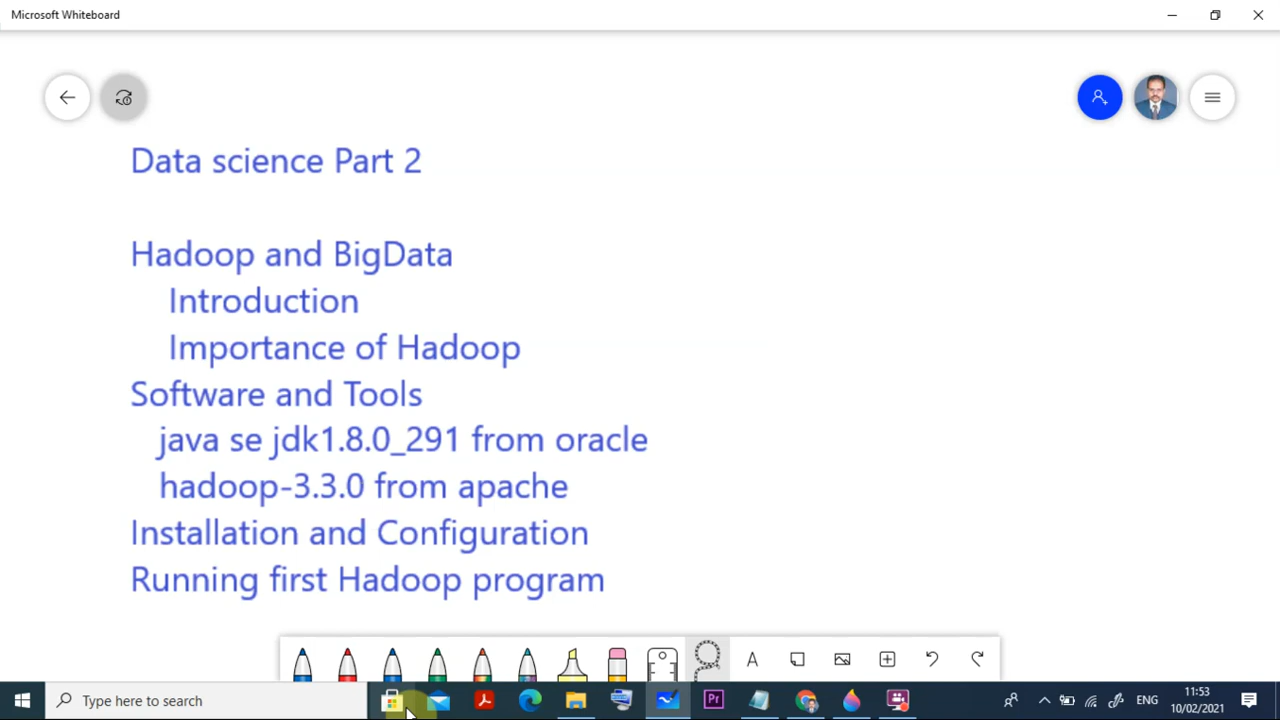 Microsoft Whiteboard
Data science Part 2
Hadoop and BigData
Introduction
Importance of Hadoop
Software and Tools
java se jdk1.8.0_291 from oracle
hadoop-3.3.0 from apache
Installation and Configuration
Running first Hadoop program
A
Type here to search
Pr
ENG
11:53
10/02/2021